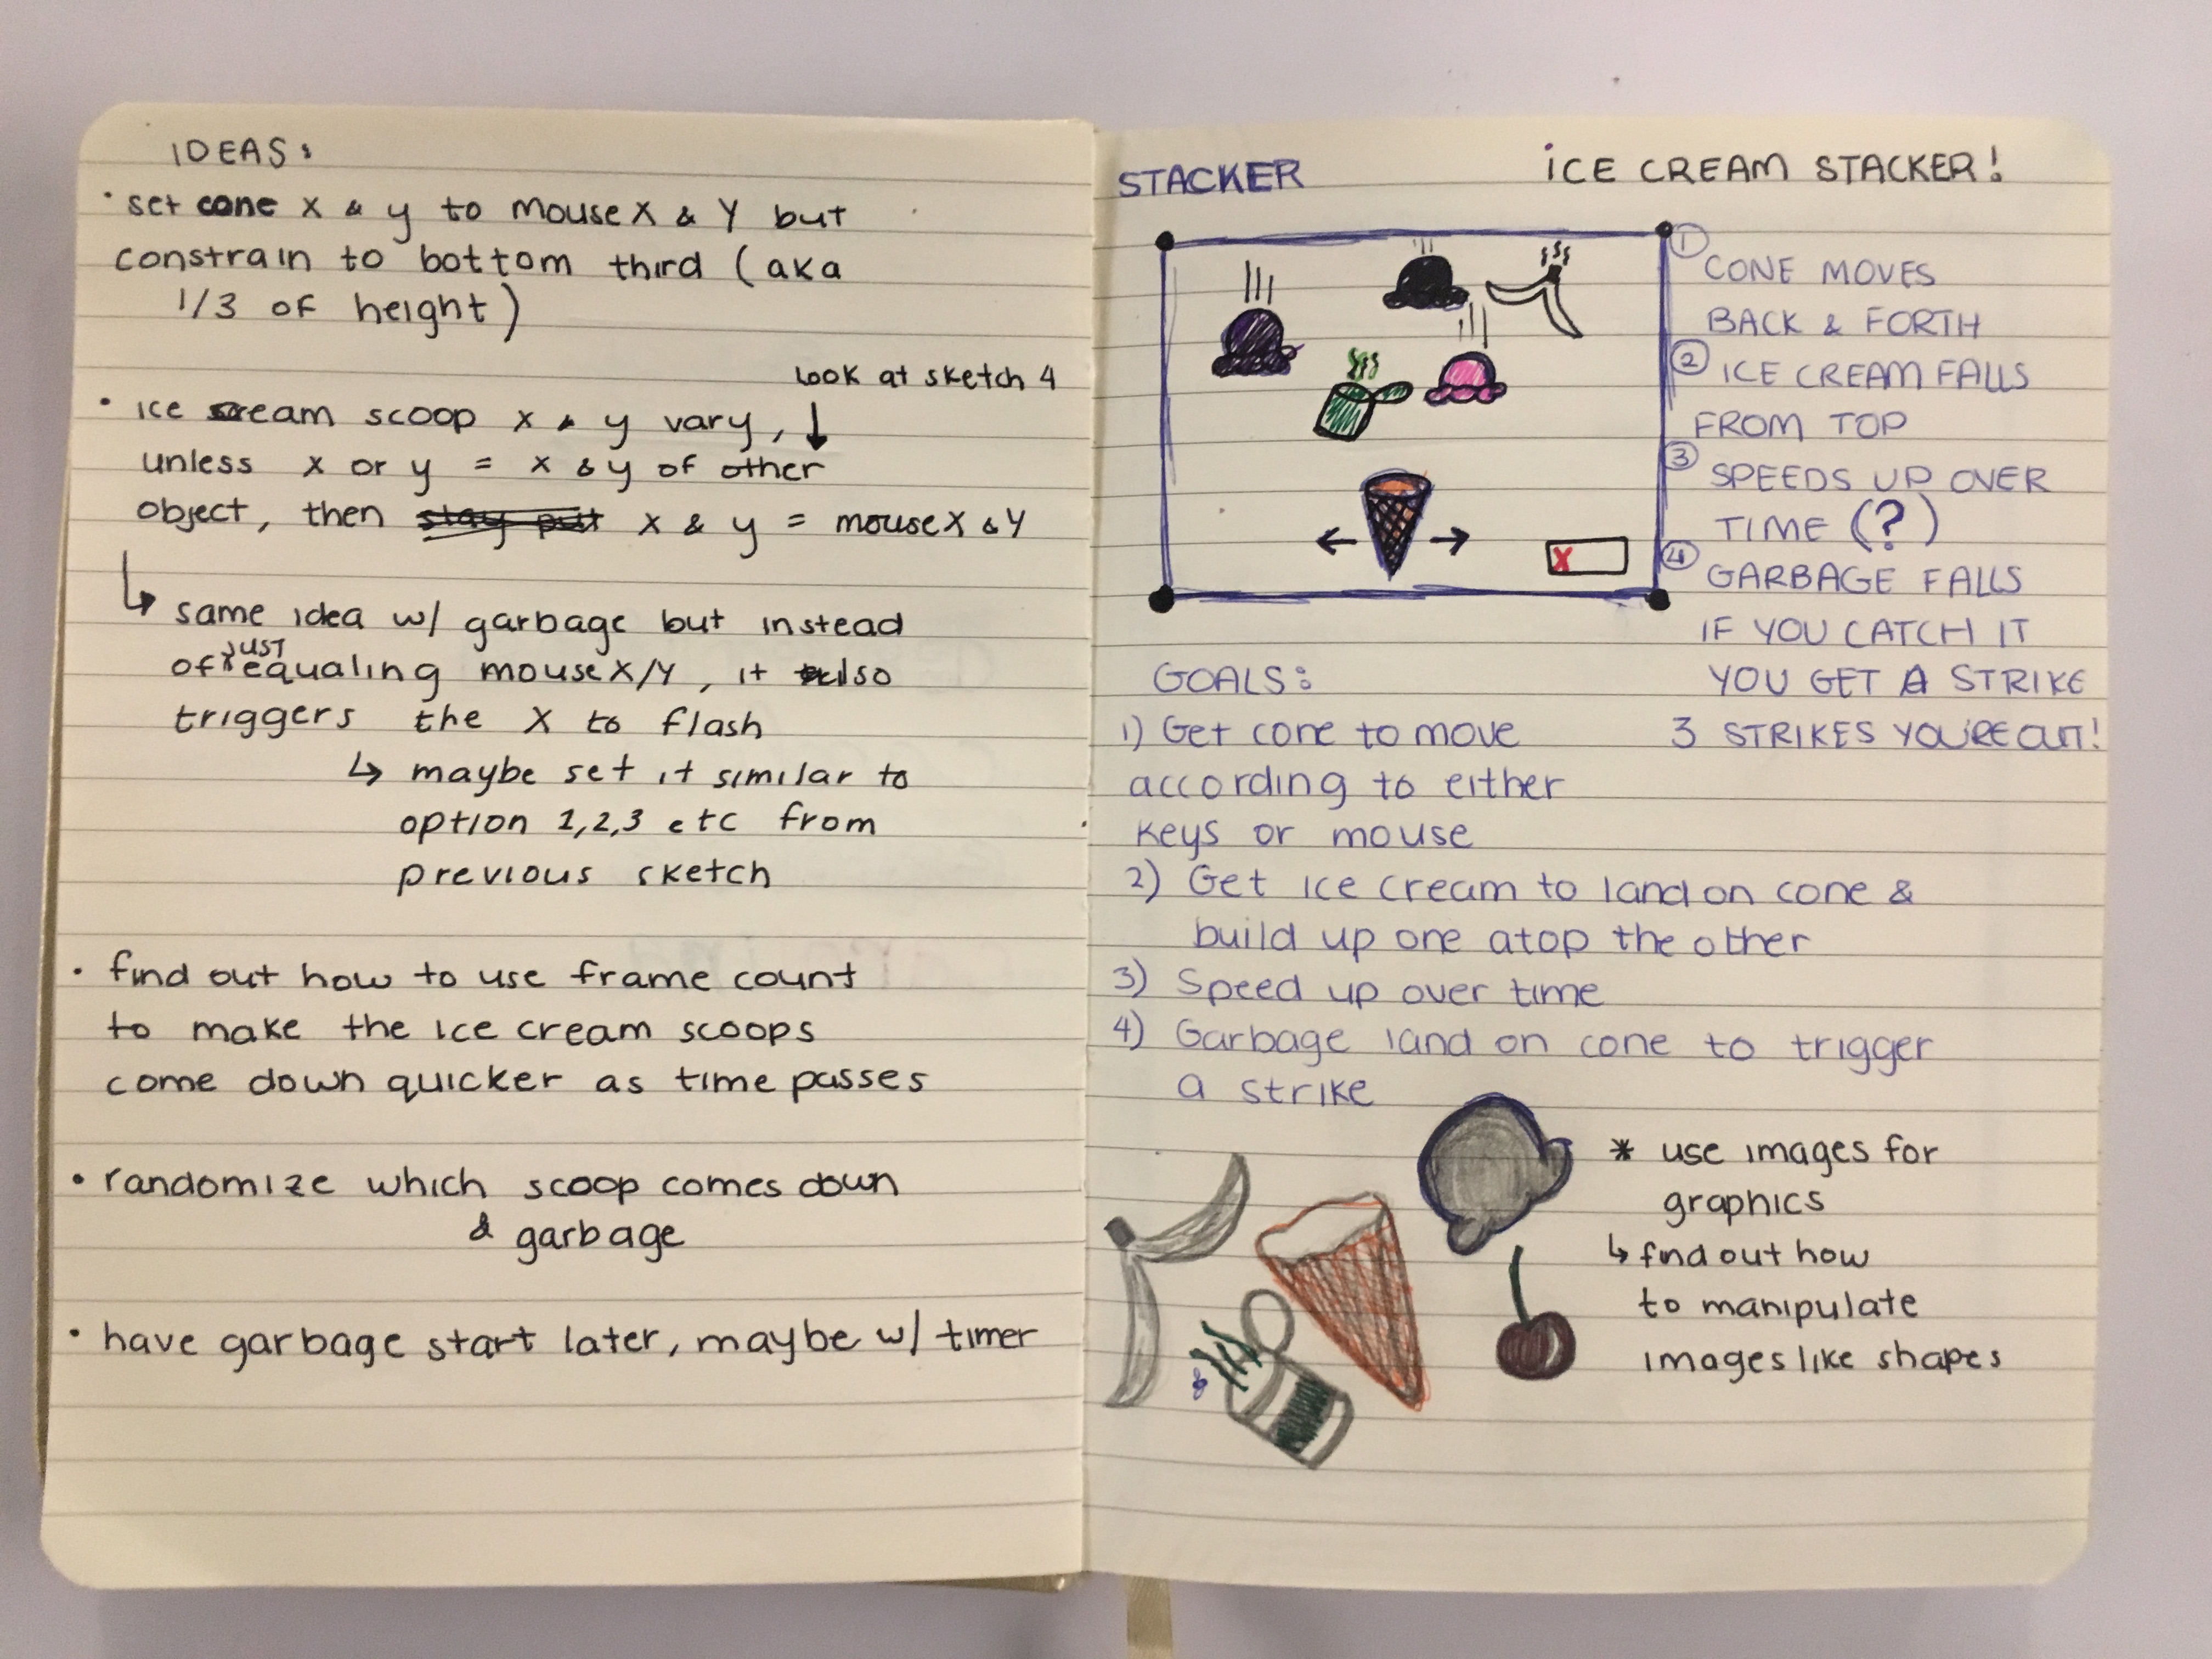 IDEAS:
• set cone x & y to mouseX & Y but
constrain to bottom third (aka
1/3 of height)
look at sketch 4
• ice cream scoop x & y vary,
unless x or y = x & y of other
object, then stay put x & y = mouseX & Y
same idea w/ garbage but instead
of just equaling mouseX/Y, it also
triggers the X to flash
maybe set it similar to
option 1,2,3 etc from
previous sketch
• find out how to use frame count
to make the ice cream scoops
come down quicker as time passes
• randomize which scoop comes down
& garbage
• have garbage start later, maybe w/ timer
STACKER
ICE CREAM STACKER!
① CONE MOVES
BACK & FORTH
② ICE CREAM FALLS
FROM TOP
③ SPEEDS UP OVER
TIME (?)
④ GARBAGE FALLS
IF YOU CATCH IT
YOU GET A STRIKE
3 STRIKES YOU'RE OUT!
X
GOALS:
1) Get cone to move
according to either
keys or mouse
2) Get ice cream to land on cone &
build up one atop the other
3) Speed up over time
4) Garbage land on cone to trigger
a strike
* use images for
graphics
↳ find out how
to manipulate
images like shapes